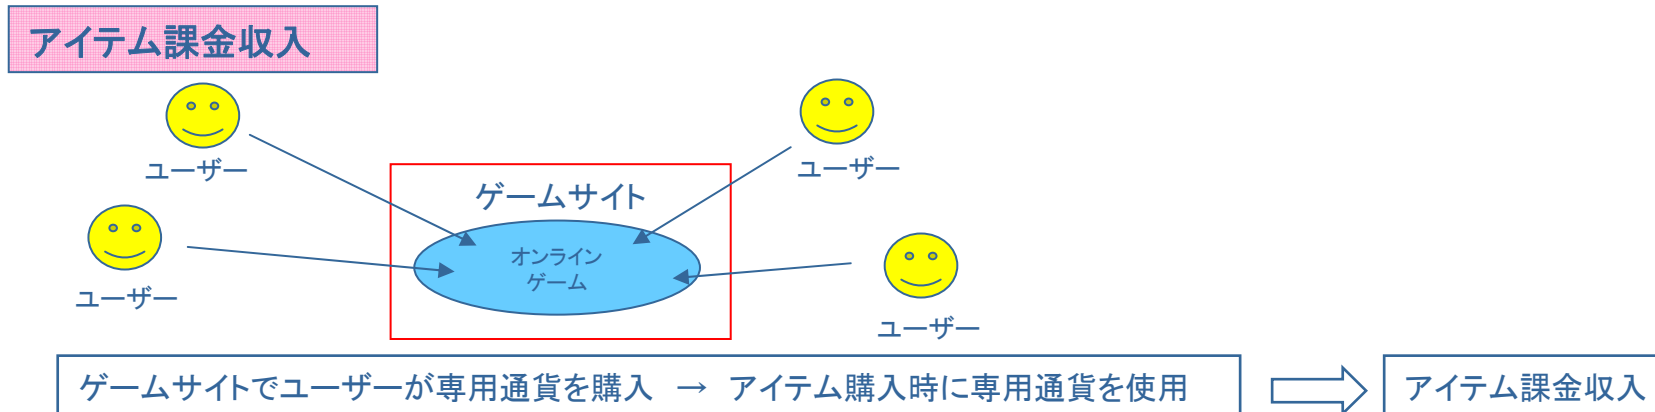 アイテム課金収入
ユーザー
ユーザー
ゲームサイト
オンライン
ゲーム
ユーザー
ユーザー
ゲームサイトでユーザーが専用通貨を購入 → アイテム購入時に専用通貨を使用
アイテム課金収入